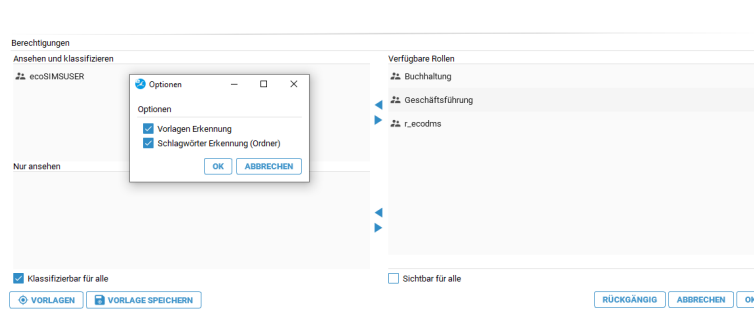 Berechtigungen
Ansehen und klassifizieren
ecoSIMSUSER
Optionen
Optionen
Vorlagen Erkennung
Schlagwörter Erkennung (Ordner)
OK ABBRECHEN
Nur ansehen
Klassifizierbar für alle
VORLAGEN VORLAGE SPEICHERN
Verfügbare Rollen
Buchhaltung
Geschäftsführung
r_ecodms
Sichtbar für alle
RÜCKGÄNGIG ABBRECHEN OK